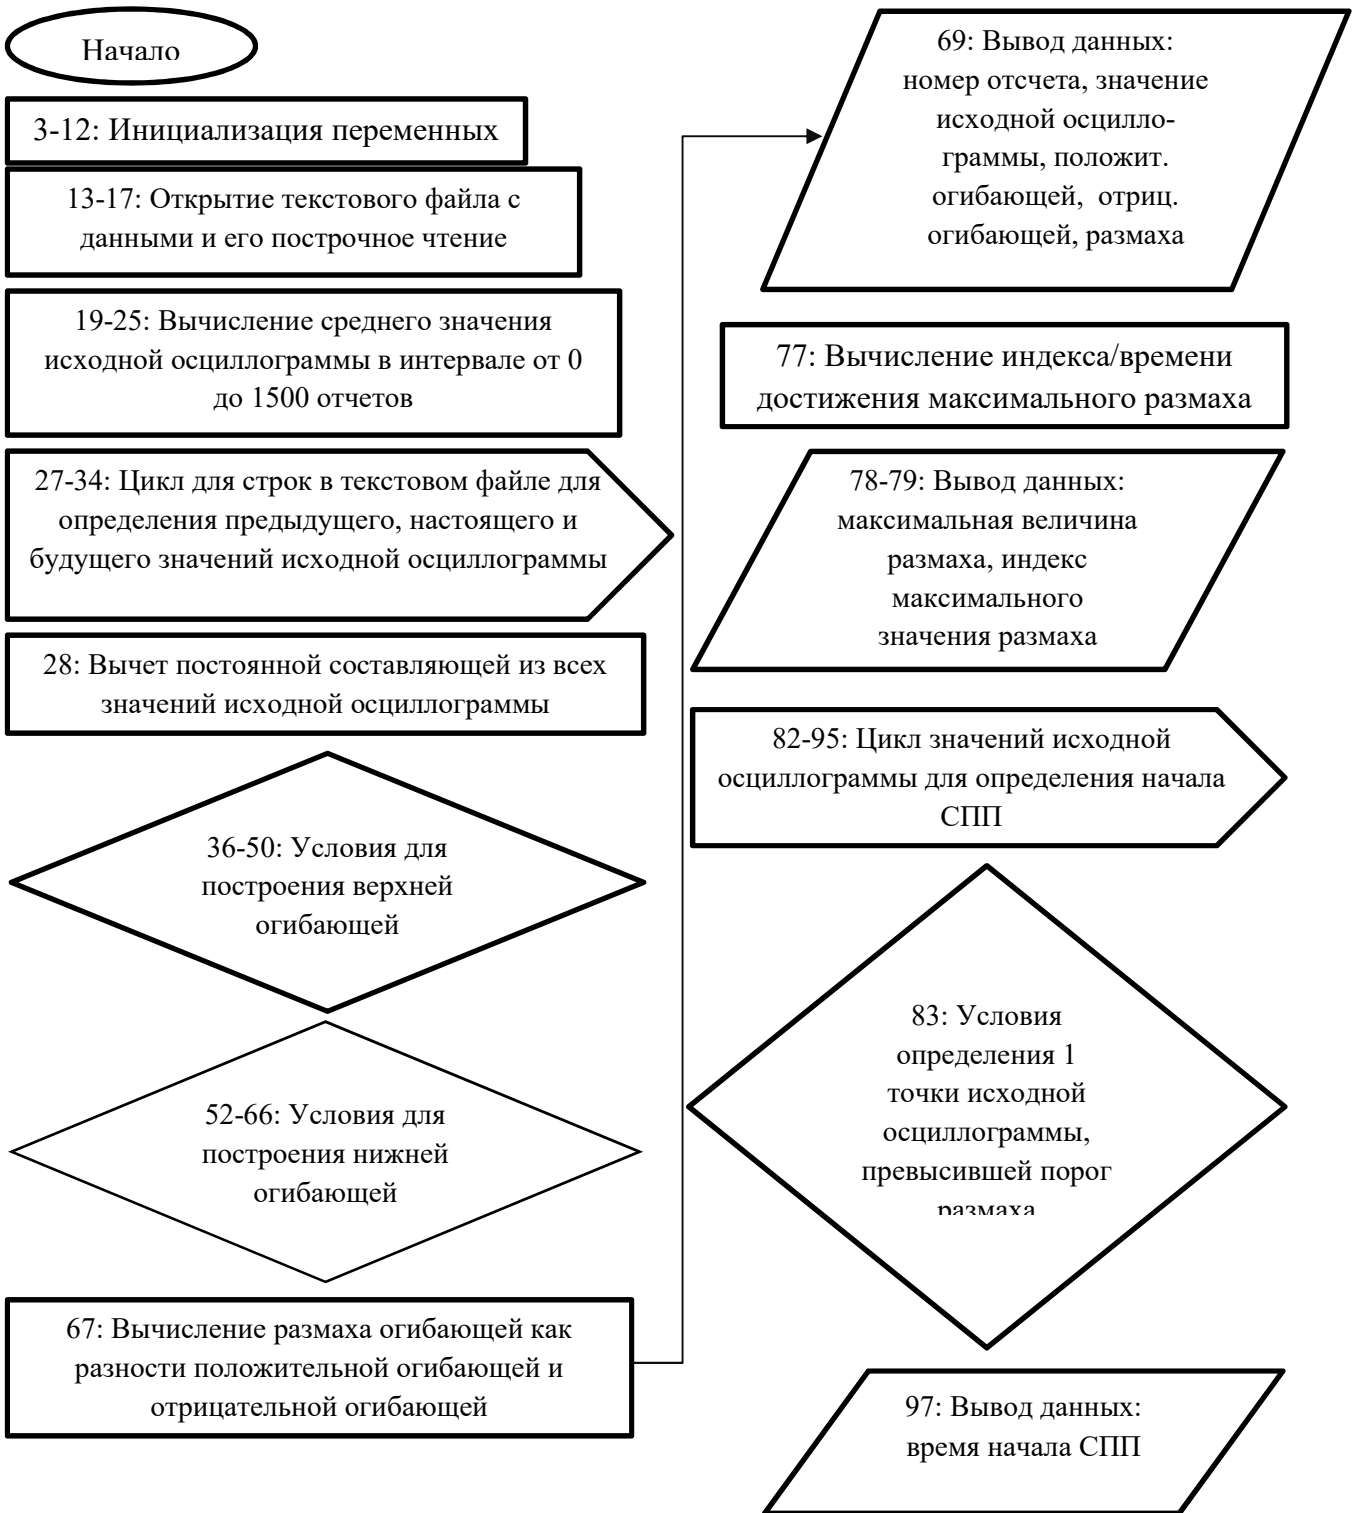 Начало
3-12: Инициализация переменных
13-17: Открытие текстового файла с
данными и его построчное чтение
19-25: Вычисление среднего значения
исходной осциллограммы в интервале от 0
до 1500 отчетов
27-34: Цикл для строк в текстовом файле для
определения предыдущего, настоящего и
будущего значений исходной осциллограммы
28: Вычет постоянной составляющей из всех
значений исходной осциллограммы
36-50: Условия для
построения верхней
огибающей
52-66: Условия для
построения нижней
огибающей
67: Вычисление размаха огибающей как
разности положительной огибающей и
отрицательной огибающей
69: Вывод данных:
номер отсчета, значение
исходной осцилло-
граммы, положит.
огибающей, отриц.
огибающей, размаха
77: Вычисление индекса/времени
достижения максимального размаха
78-79: Вывод данных:
максимальная величина
размаха, индекс
максимального
значения размаха
82-95: Цикл значений исходной
осциллограммы для определения начала
СПП
83: Условия
определения 1
точки исходной
осциллограммы,
превысившей порог
размаха
97: Вывод данных:
время начала СПП